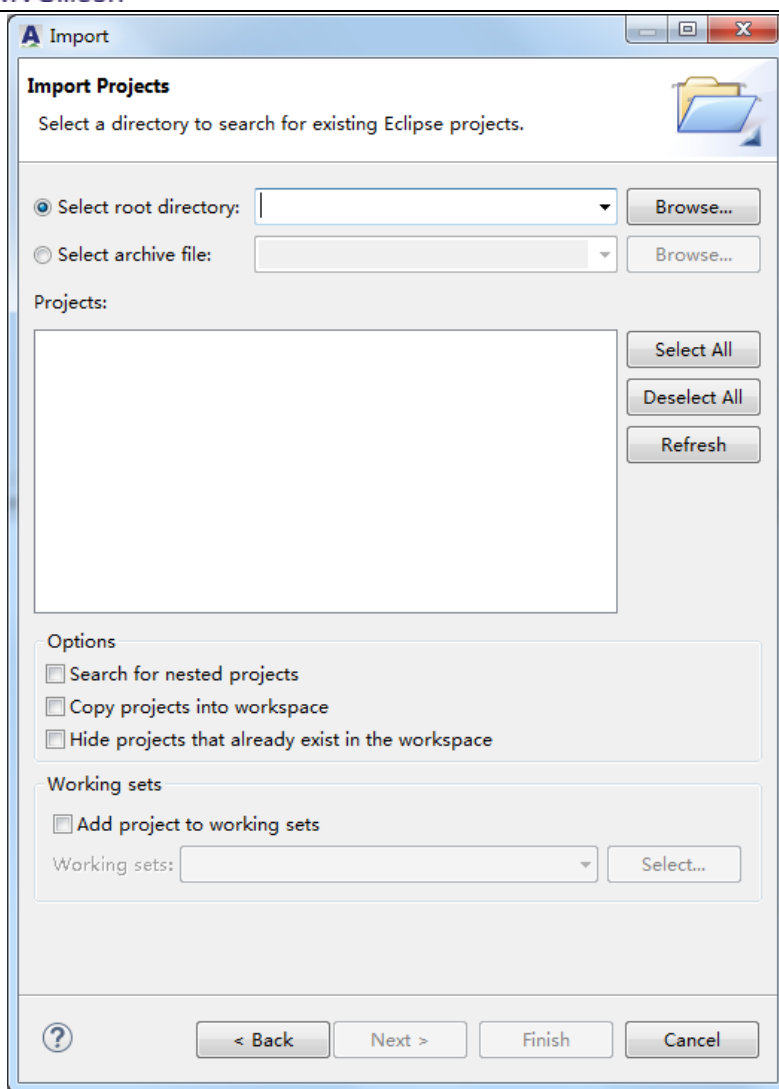 Import
Import Projects
Select a directory to search for existing Eclipse projects.
Select root directory:
Browse...
Select archive file:
Browse...
Projects:
Select All
Deselect All
Refresh
Options
Search for nested projects
Copy projects into workspace
Hide projects that already exist in the workspace
Working sets
Add project to working sets
Working sets:
Select...
?
< Back
Next >
Finish
Cancel